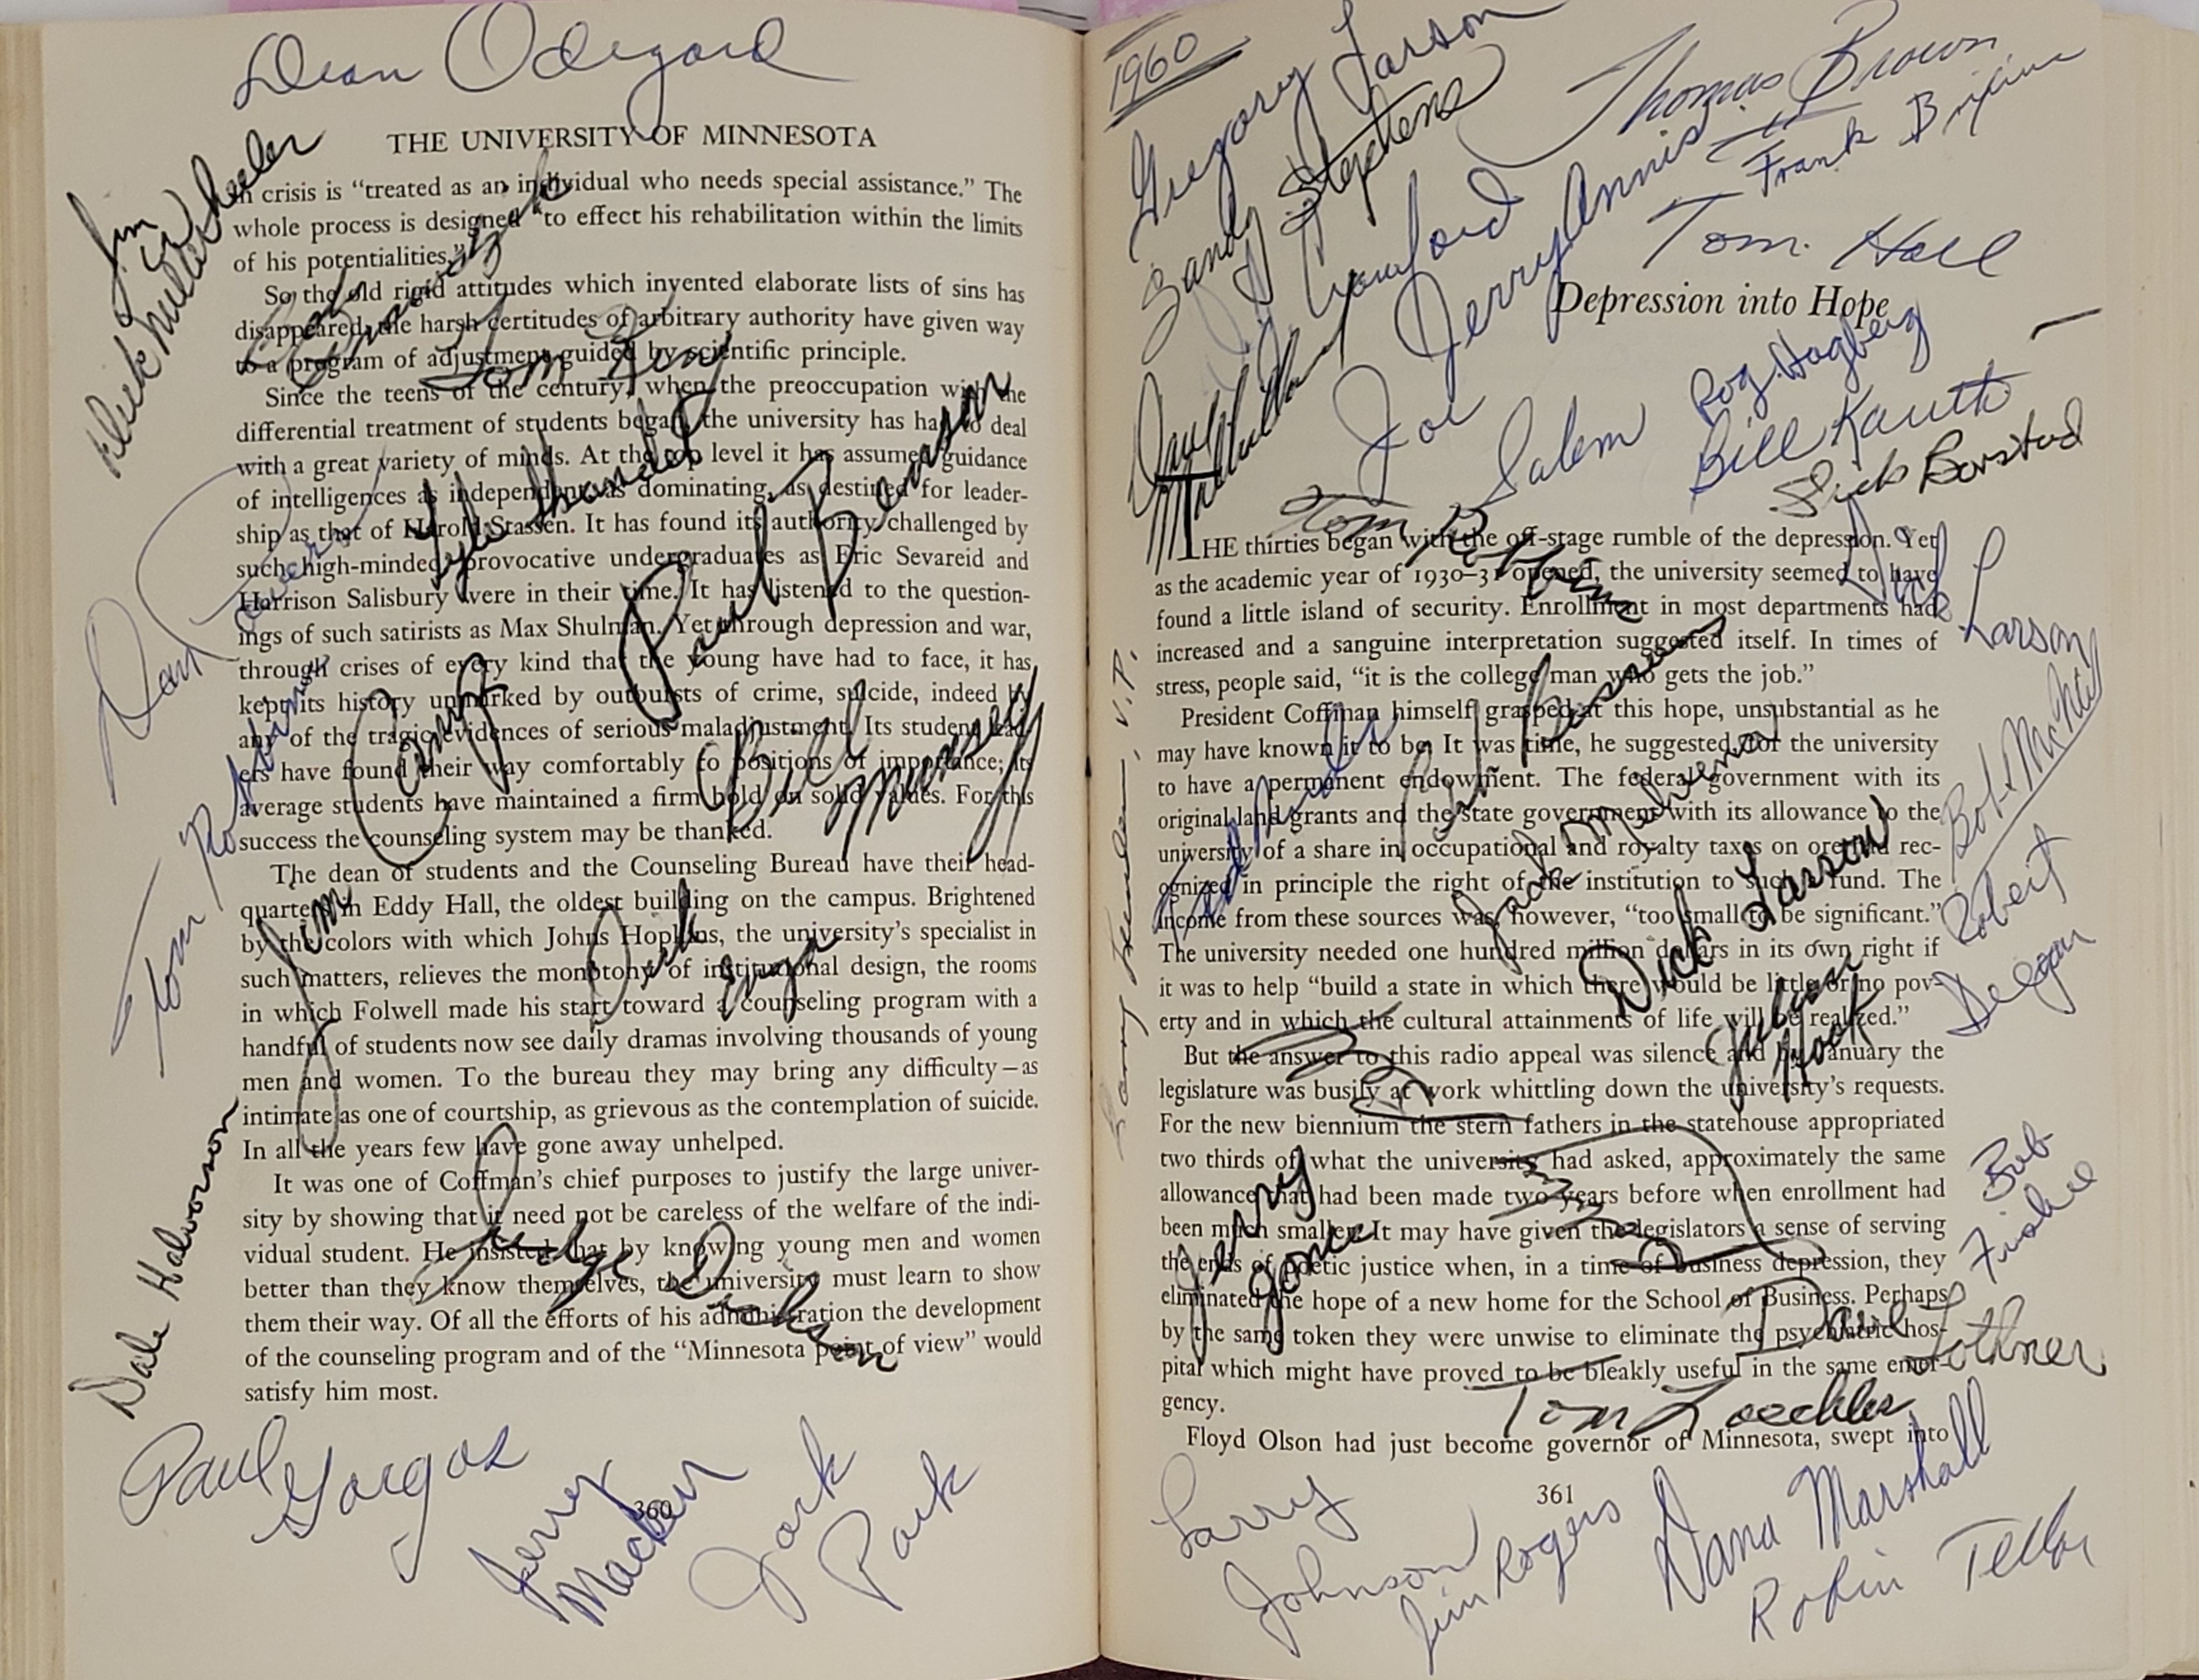 Dean Odegard
THE UNIVERSITY OF MINNESOTA
in crisis is “treated as an individual who needs special assistance.” The
whole process is designed “to effect his rehabilitation within the limits
of his potentialities.”
So the old rigid attitudes which invented elaborate lists of sins has
disappeared, the harsh certitudes of arbitrary authority have given way
to a program of adjustment guided by scientific principle.
Since the teens of the century, when the preoccupation with the
differential treatment of students began, the university has had to deal
with a great variety of minds. At the top level it has assumed guidance
of intelligences as independent, as dominating, as destined for leader-
ship as that of Harold Stassen. It has found its authority challenged by
such high-minded provocative undergraduates as Eric Sevareid and
Harrison Salisbury were in their time. It has listened to the question-
ings of such satirists as Max Shulman. Yet through depression and war,
through crises of every kind that the young have had to face, it has
kept its history unmarked by outbursts of crime, suicide, indeed by
any of the tragic evidences of serious maladjustment. Its student lead-
ers have found their way comfortably to positions of importance; its
average students have maintained a firm hold on solid values. For this
success the counseling system may be thanked.
The dean of students and the Counseling Bureau have their head-
quarters in Eddy Hall, the oldest building on the campus. Brightened
by the colors with which Johns Hopkins, the university’s specialist in
such matters, relieves the monotony of institutional design, the rooms
in which Folwell made his start toward a counseling program with a
handful of students now see daily dramas involving thousands of young
men and women. To the bureau they may bring any difficulty – as
intimate as one of courtship, as grievous as the contemplation of suicide.
In all the years few have gone away unhelped.
It was one of Coffman’s chief purposes to justify the large univer-
sity by showing that it need not be careless of the welfare of the indi-
vidual student. He insisted that by knowing young men and women
better than they know themselves, the university must learn to show
them their way. Of all the efforts of his administration the development
of the counseling program and of the “Minnesota point of view” would
satisfy him most.
360
Jim Wheeler
Dick Mueller
Tom King
Paul Benson
Bill Munsey
Tom Robbins
Jim
Dick Enga
Judge Dickson
Dale Halvorson
Paul Gorgos
Jerry Macken
Jack Park
1960
Gregory Larson
Sandy Stephens
Thomas Brown
Frank Brixius
Jerry Annis
Tom Hall
Crawford
Depression into Hope
Joe Salem
Rog. Hagberg
Bill Kauth
Dick Borstad
Dick Larson
THE thirties began with the off-stage rumble of the depression. Yet
as the academic year of 1930–31 opened, the university seemed to have
found a little island of security. Enrollment in most departments had
increased and a sanguine interpretation suggested itself. In times of
stress, people said, “it is the college man who gets the job.”
President Coffman himself grasped at this hope, unsubstantial as he
may have known it to be. It was time, he suggested, for the university
to have a permanent endowment. The federal government with its
original land grants and the state government with its allowance to the
university of a share in occupational and royalty taxes on ore had rec-
ognized in principle the right of the institution to such a fund. The
income from these sources was, however, “too small to be significant.”
The university needed one hundred million dollars in its own right if
it was to help “build a state in which there would be little or no pov-
erty and in which the cultural attainments of life will be realized.”
But the answer to this radio appeal was silence and by January the
legislature was busily at work whittling down the university’s requests.
For the new biennium the stern fathers in the statehouse appropriated
two thirds of what the university had asked, approximately the same
allowance that had been made two years before when enrollment had
been much smaller. It may have given the legislators a sense of serving
the ends of poetic justice when, in a time of business depression, they
eliminated the hope of a new home for the School of Business. Perhaps
by the same token they were unwise to eliminate the psychiatric hos-
pital which might have proved to be bleakly useful in the same emer-
gency.
Floyd Olson had just become governor of Minnesota, swept into
361
Tom Robbins
Jack Mulvena
Dick Larson
Julian Hook
Bob McNeil
Robert Deegan
Bob Frisbee
Jerry Jones
Dave Lothner
Tom Loechler
Larry Johnson
Jim Rogers
Dana Marshall
Robin Tellor